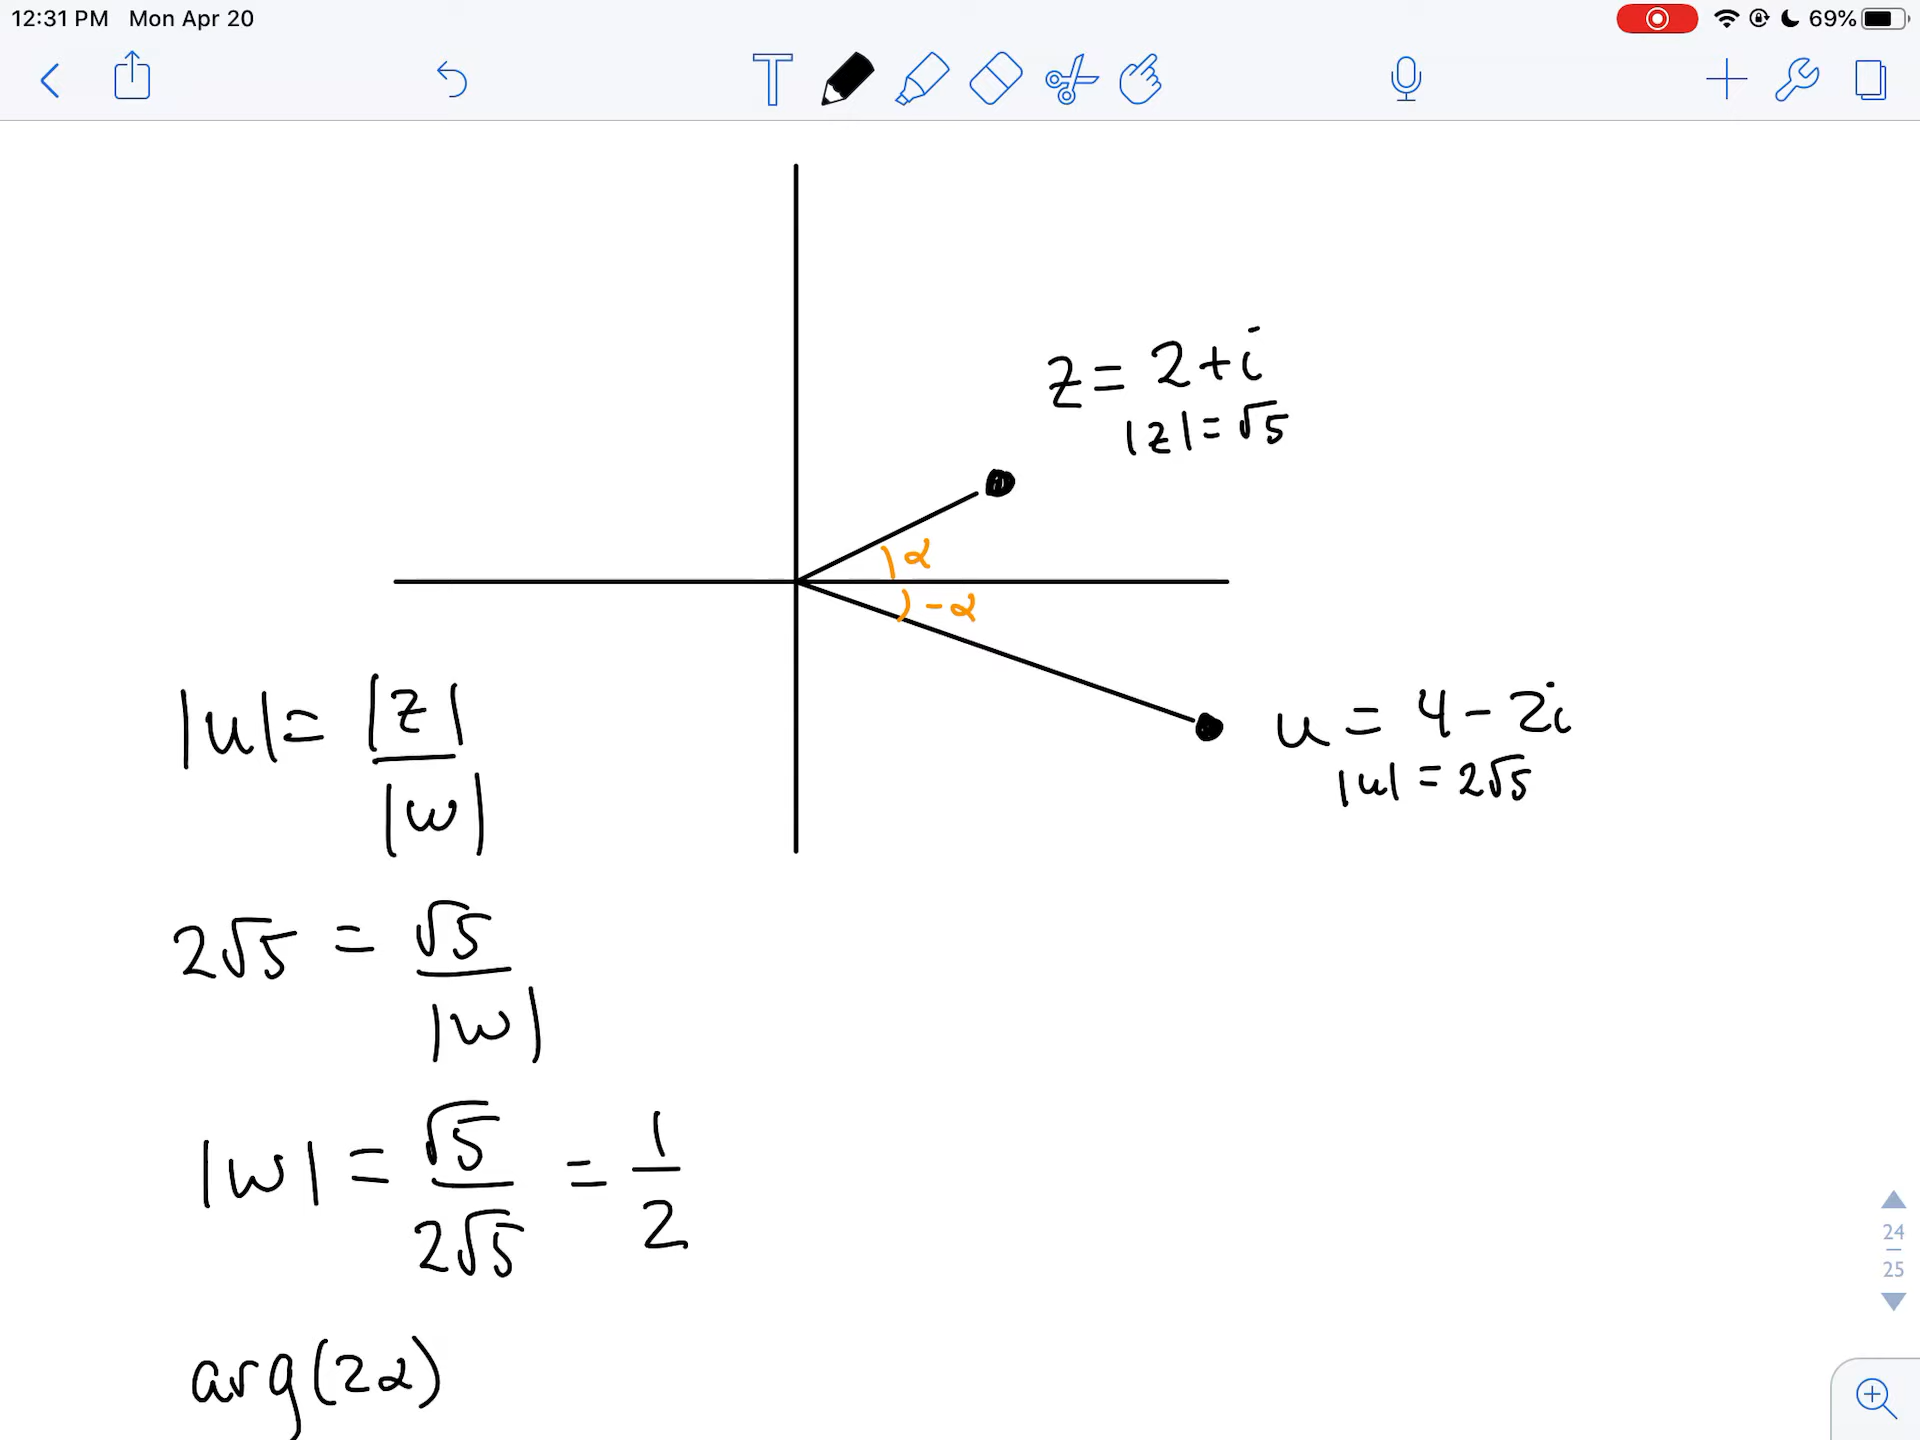 12:31 PM Mon Apr 20
69%
T
z = 2 + i
|z| = √5
α
-α
u = 4 - 2i
|u| = 2√5
|u| = |z| / |w|
2√5 = √5 / |w|
|w| = √5 / 2√5 = 1 / 2
24
25
arg(2α)